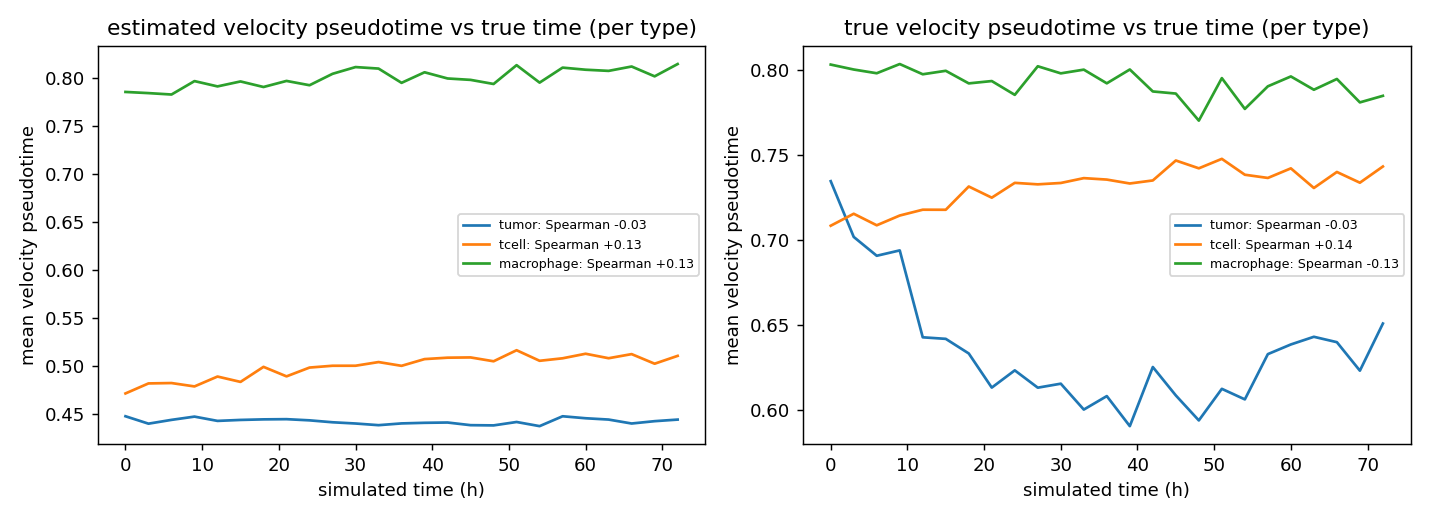 estimated velocity pseudotime vs true time (per type)
mean velocity pseudotime
0.80
0.75
0.70
0.65
0.60
0.55
0.50
0.45
tumor: Spearman -0.03
tcell: Spearman +0.13
macrophage: Spearman +0.13
0 10 20 30 40 50 60 70
simulated time (h)
true velocity pseudotime vs true time (per type)
mean velocity pseudotime
0.80
0.75
0.70
0.65
0.60
tumor: Spearman -0.03
tcell: Spearman +0.14
macrophage: Spearman -0.13
0 10 20 30 40 50 60 70
simulated time (h)